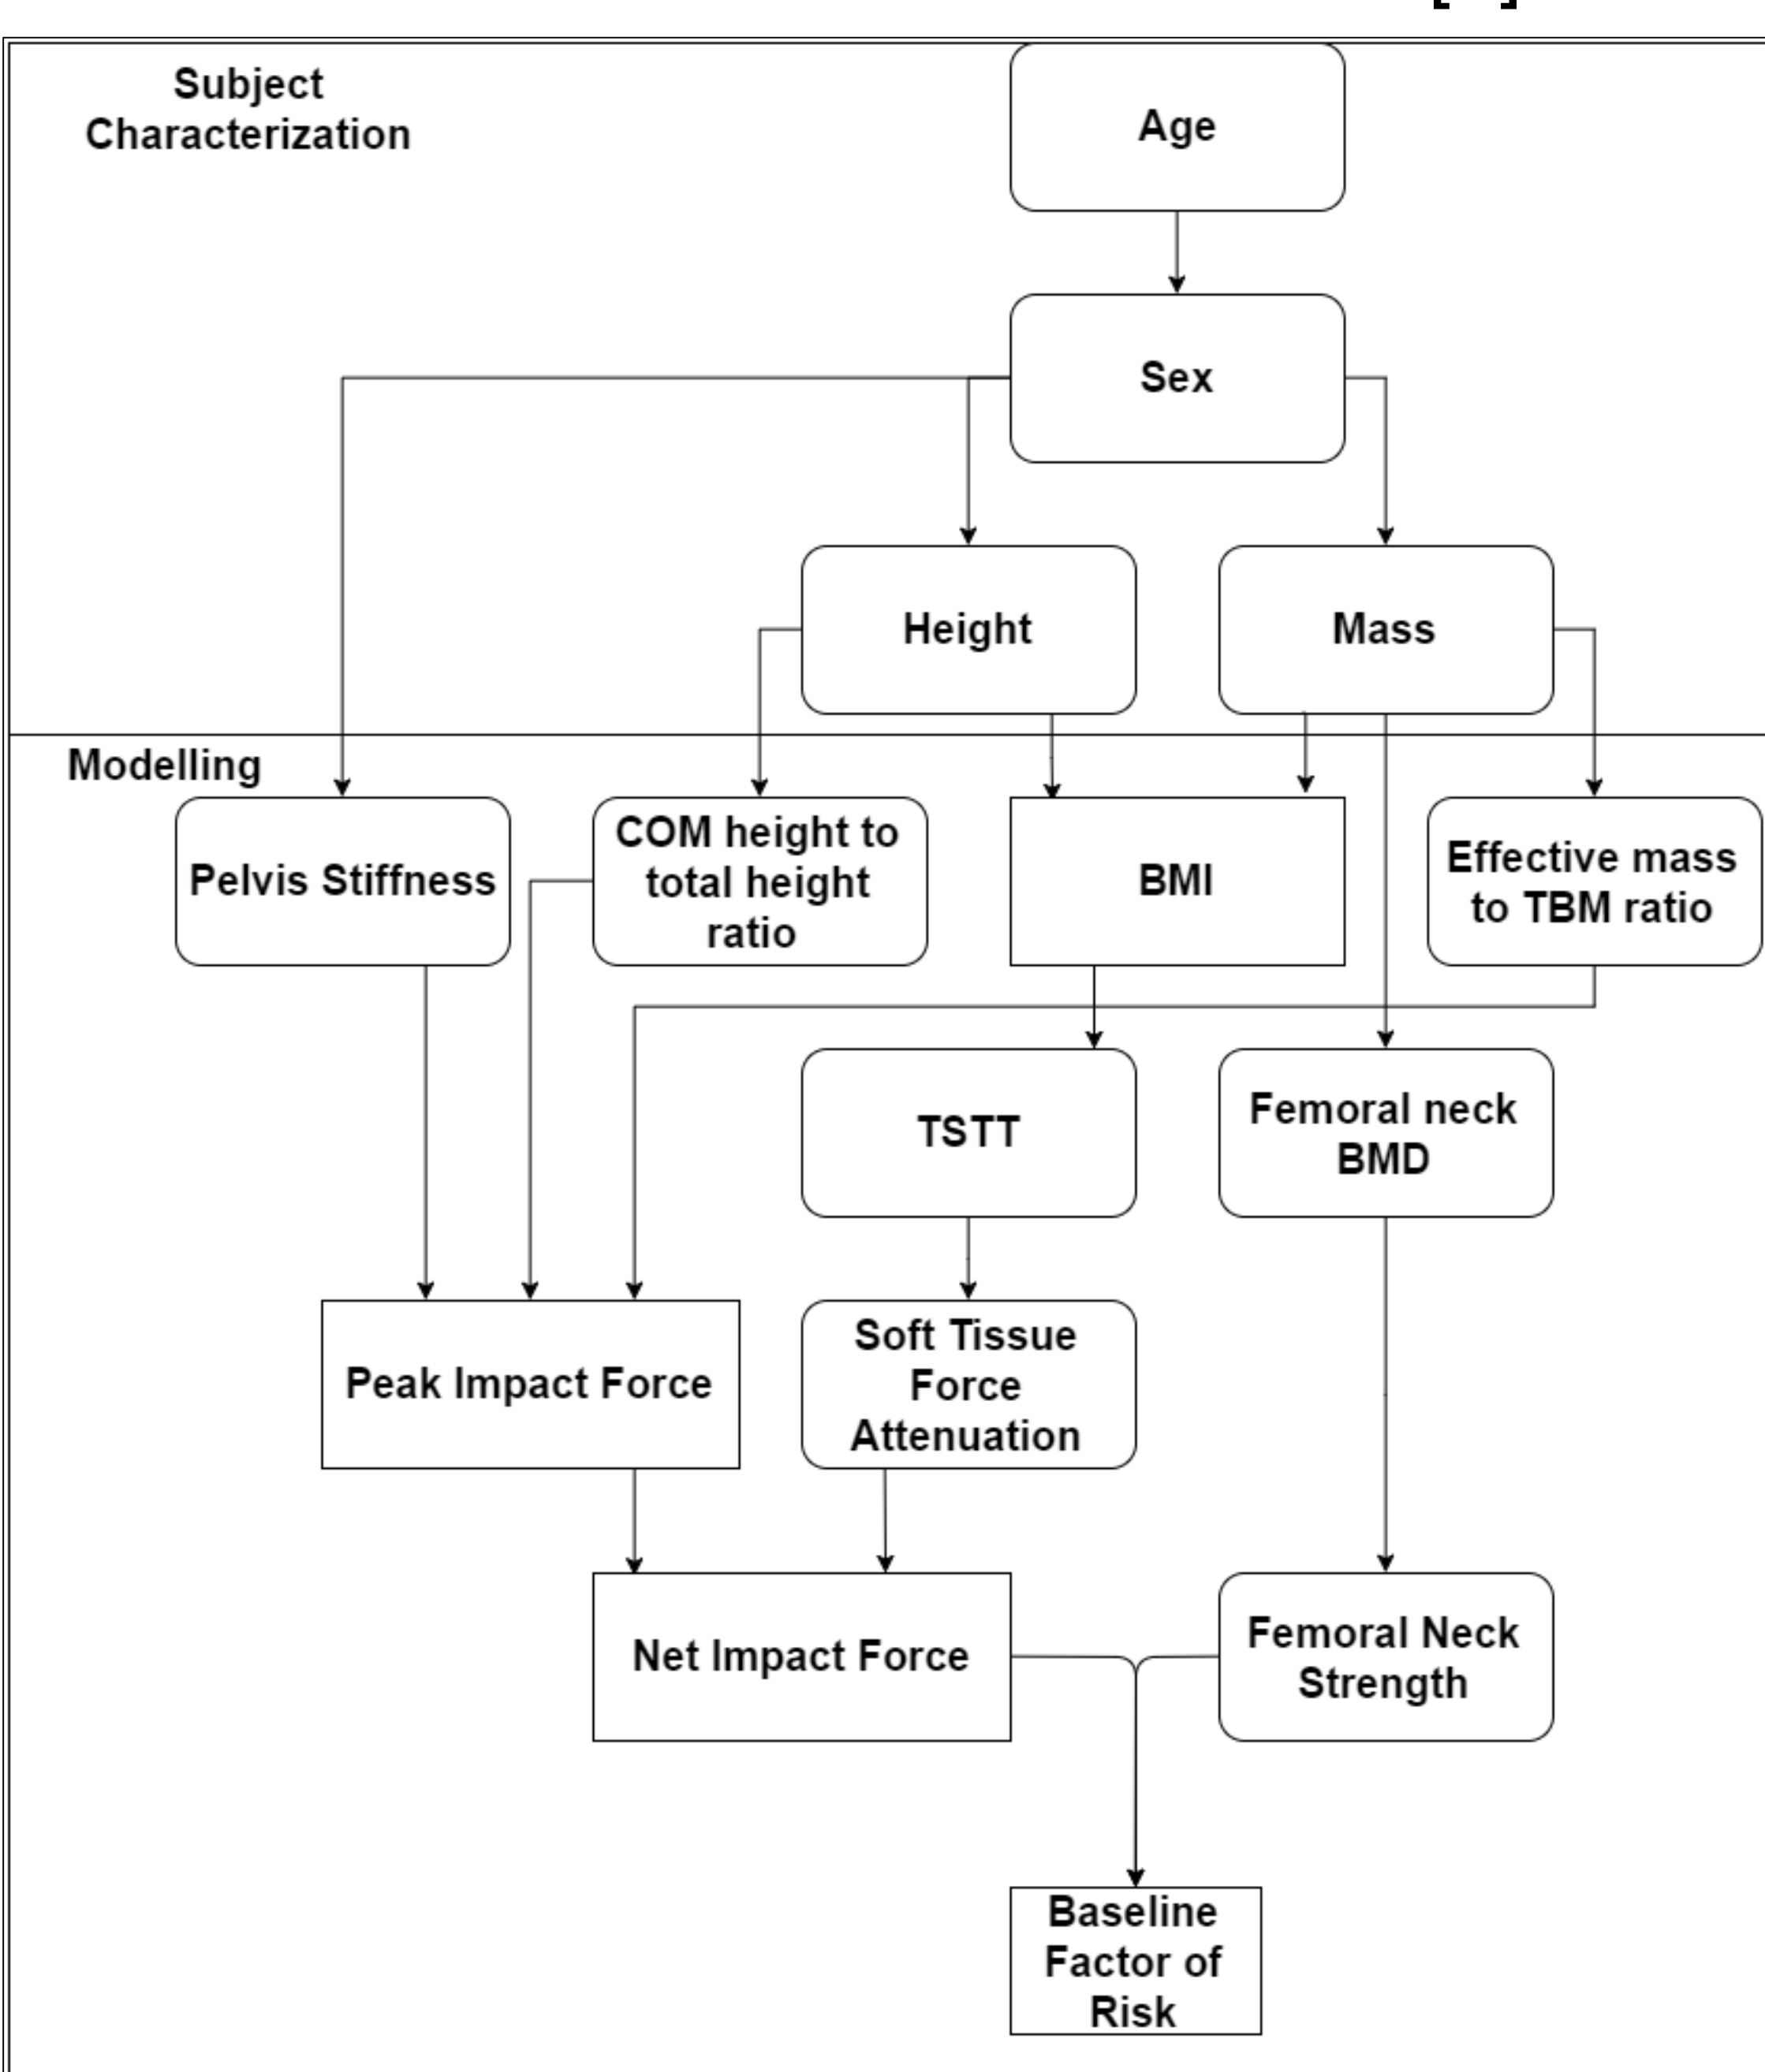 [ ]
Subject
Characterization
Age
Sex
Height
Mass
Modelling
Pelvis Stiffness
COM height to
total height
ratio
BMI
Effective mass
to TBM ratio
TSTT
Femoral neck
BMD
Peak Impact Force
Soft Tissue
Force
Attenuation
Net Impact Force
Femoral Neck
Strength
Baseline
Factor of
Risk